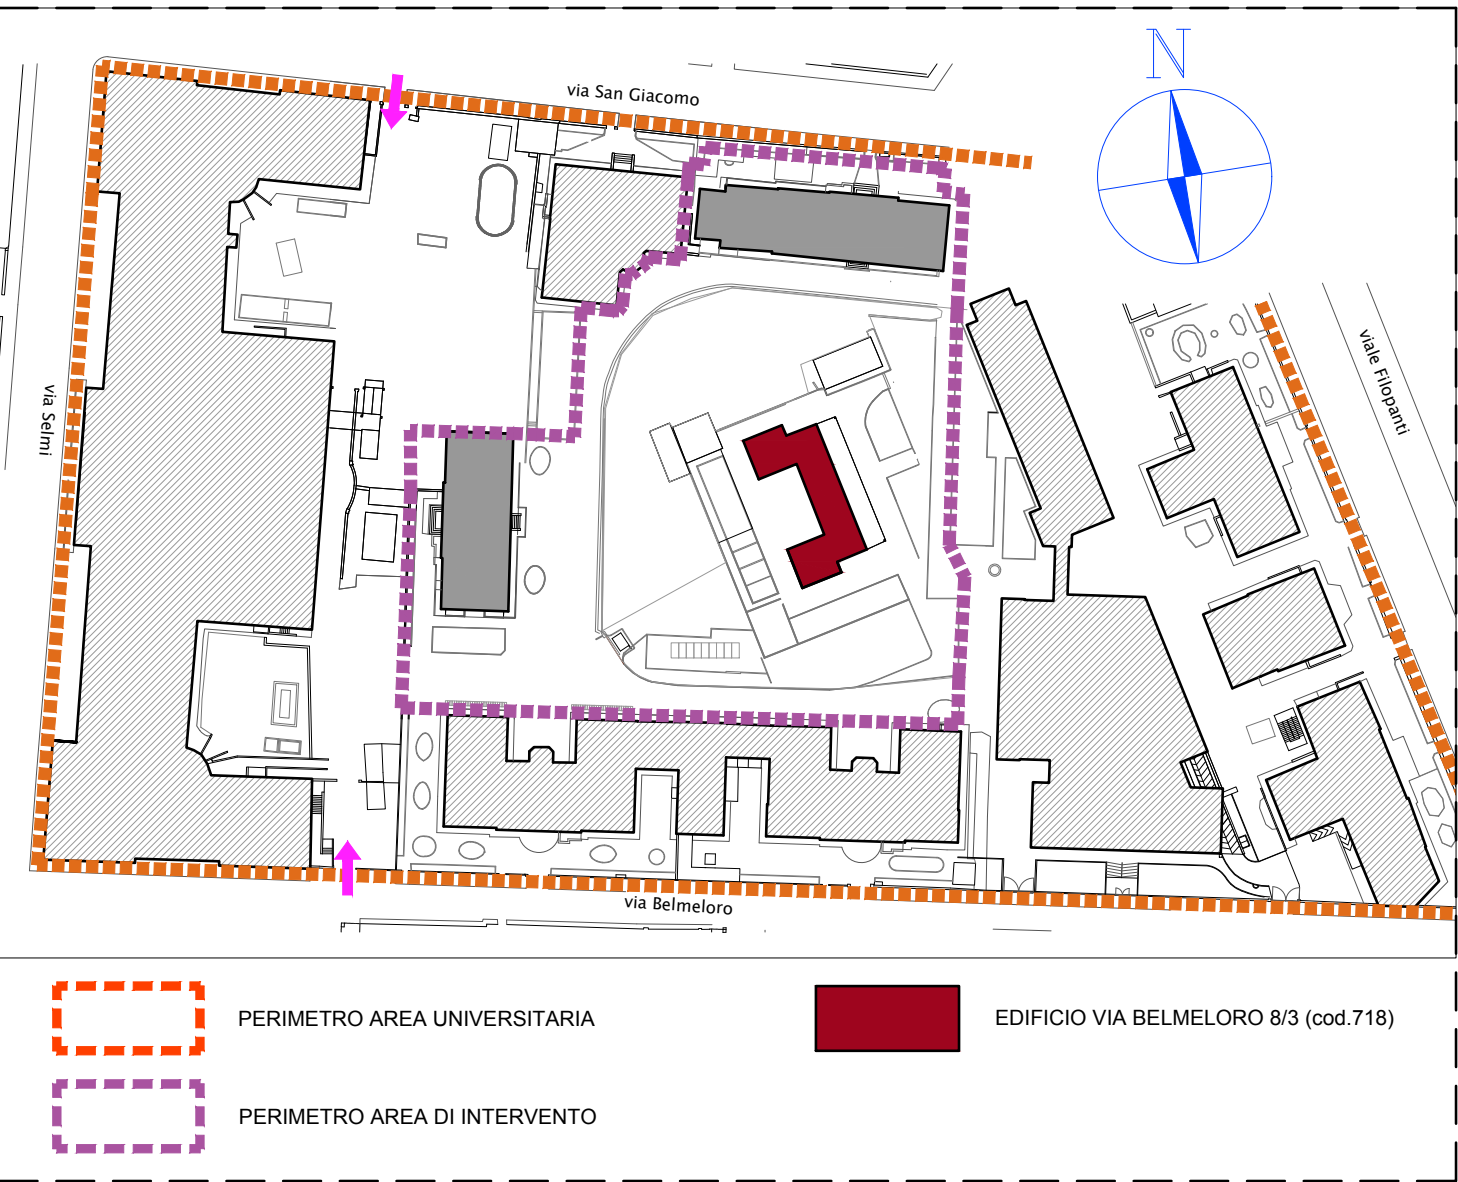 N
via San Giacomo
via Selmi
viale Filopanti
via Belmeloro
PERIMETRO AREA UNIVERSITARIA
EDIFICIO VIA BELMELORO 8/3 (cod.718)
PERIMETRO AREA DI INTERVENTO